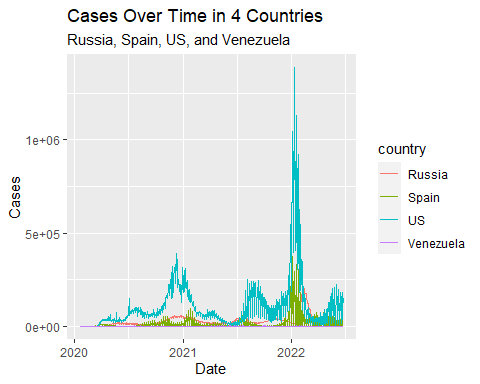 Cases Over Time in 4 Countries
Russia, Spain, US, and Venezuela
Cases
1e+06
5e+05
0e+00
2020
2021
2022
Date
country
Russia
Spain
US
Venezuela